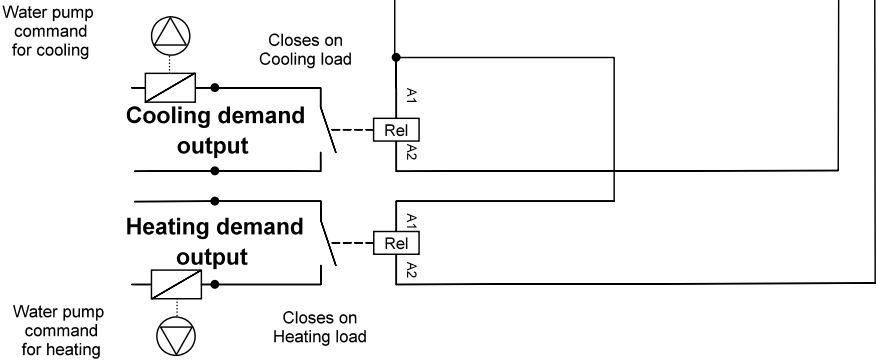 Water pump
command
for cooling
Closes on
Cooling load
A1
Cooling demand
output
Rel
A2
Heating demand
output
A1
Rel
A2
Water pump
command
for heating
Closes on
Heating load